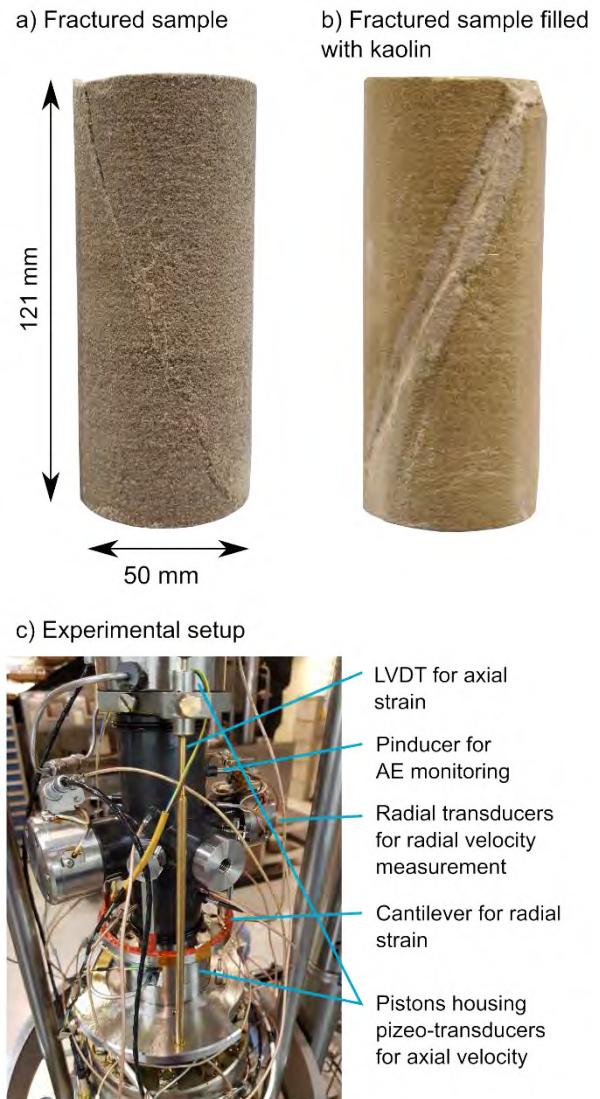 a) Fractured sample
b) Fractured sample filled
with kaolin
121 mm
50 mm
c) Experimental setup
LVDT for axial
strain
Pinducer for
AE monitoring
Radial transducers
for radial velocity
measurement
Cantilever for radial
strain
Pistons housing
pizeo-transducers
for axial velocity